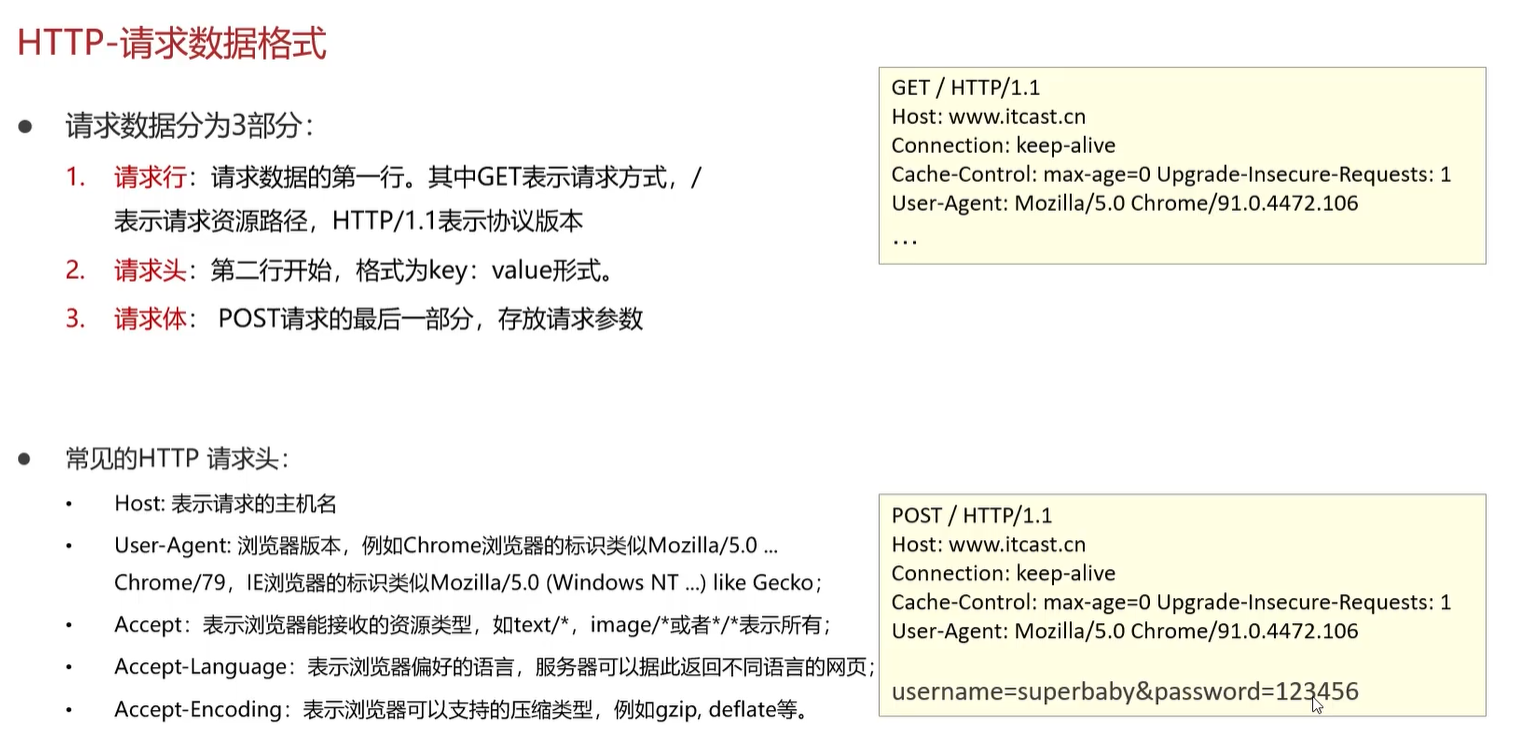 HTTP-请求数据格式
● 请求数据分为3部分：
1. 请求行：请求数据的第一行。其中GET表示请求方式，/
表示请求资源路径，HTTP/1.1表示协议版本
2. 请求头：第二行开始，格式为key：value形式。
3. 请求体： POST请求的最后一部分，存放请求参数
GET / HTTP/1.1
Host: www.itcast.cn
Connection: keep-alive
Cache-Control: max-age=0 Upgrade-Insecure-Requests: 1
User-Agent: Mozilla/5.0 Chrome/91.0.4472.106
...
● 常见的HTTP 请求头：
• Host: 表示请求的主机名
• User-Agent: 浏览器版本，例如Chrome浏览器的标识类似Mozilla/5.0 ...
Chrome/79，IE浏览器的标识类似Mozilla/5.0 (Windows NT ...) like Gecko；
• Accept：表示浏览器能接收的资源类型，如text/*，image/*或者*/*表示所有；
• Accept-Language：表示浏览器偏好的语言，服务器可以据此返回不同语言的网页；
• Accept-Encoding：表示浏览器可以支持的压缩类型，例如gzip, deflate等。
POST / HTTP/1.1
Host: www.itcast.cn
Connection: keep-alive
Cache-Control: max-age=0 Upgrade-Insecure-Requests: 1
User-Agent: Mozilla/5.0 Chrome/91.0.4472.106
username=superbaby&password=123456